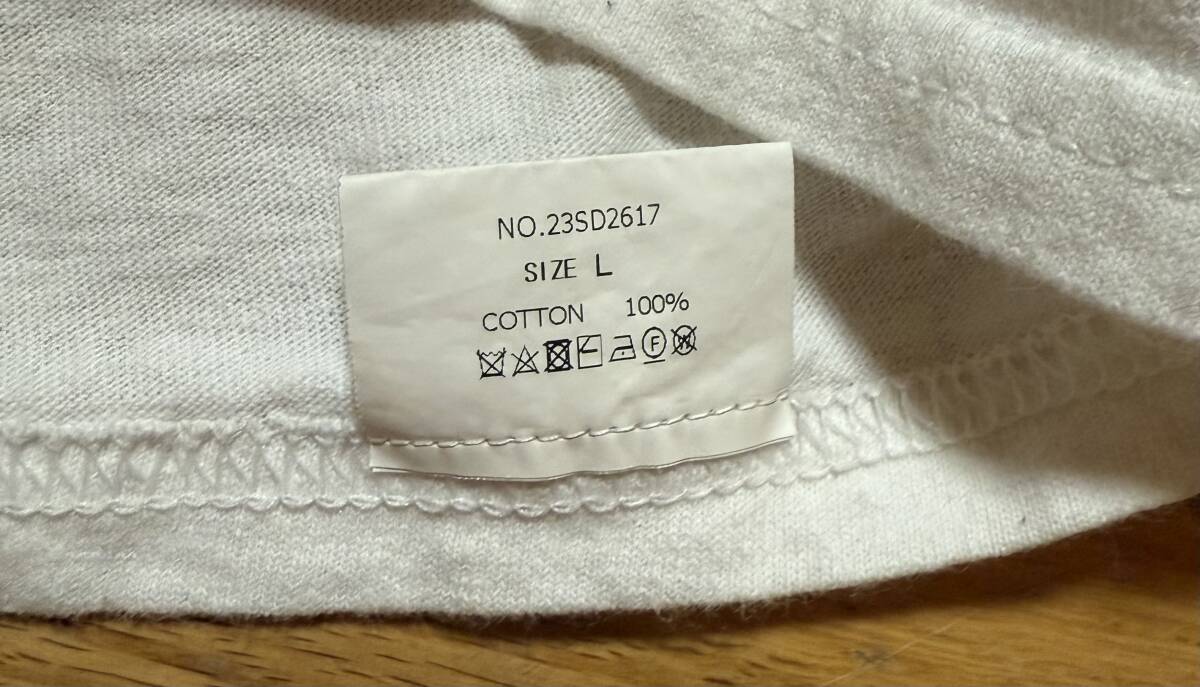 NO.23SD2617
SIZE L
COTTON 100%
F
W